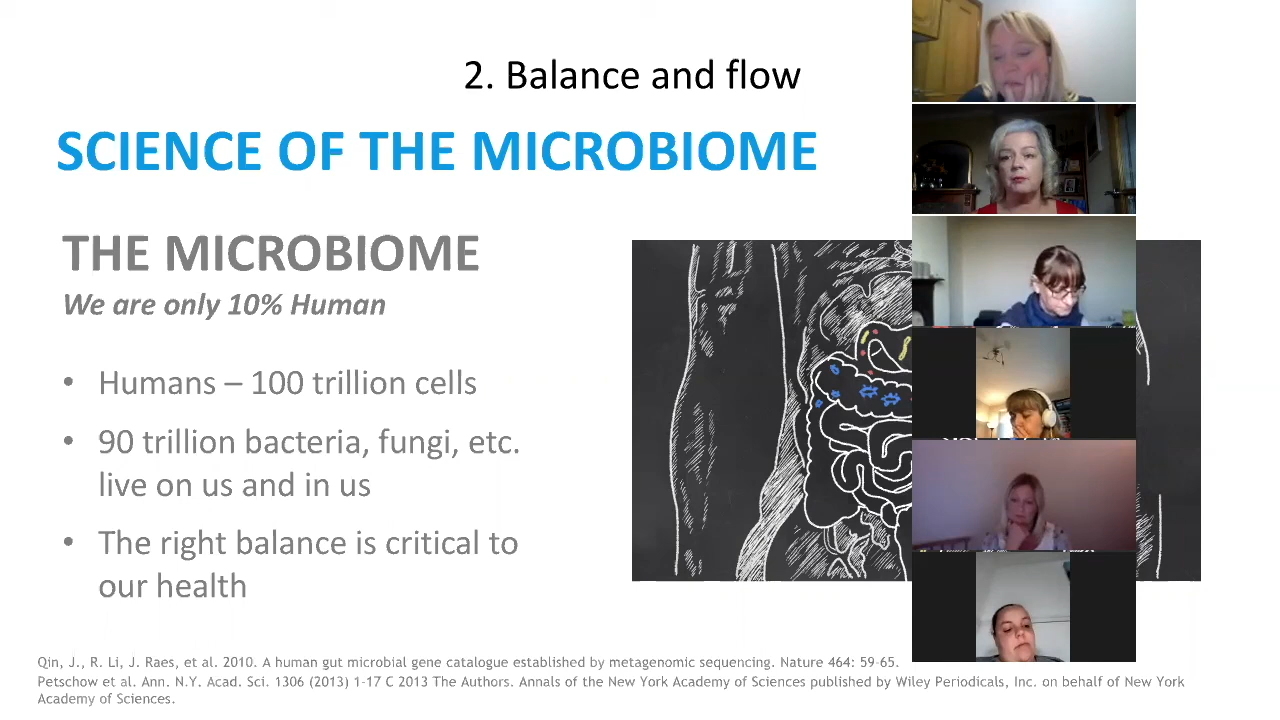 2. Balance and flow
SCIENCE OF THE MICROBIOME
THE MICROBIOME
We are only 10% Human
• Humans – 100 trillion cells
• 90 trillion bacteria, fungi, etc.
live on us and in us
• The right balance is critical to
our health
Qin, J., R. Li, J. Raes, et al. 2010. A human gut microbial gene catalogue established by metagenomic sequencing. Nature 464: 59-65.
Petschow et al. Ann. N.Y. Acad. Sci. 1306 (2013) 1-17 C 2013 The Authors. Annals of the New York Academy of Sciences published by Wiley Periodicals, Inc. on behalf of New York
Academy of Sciences.